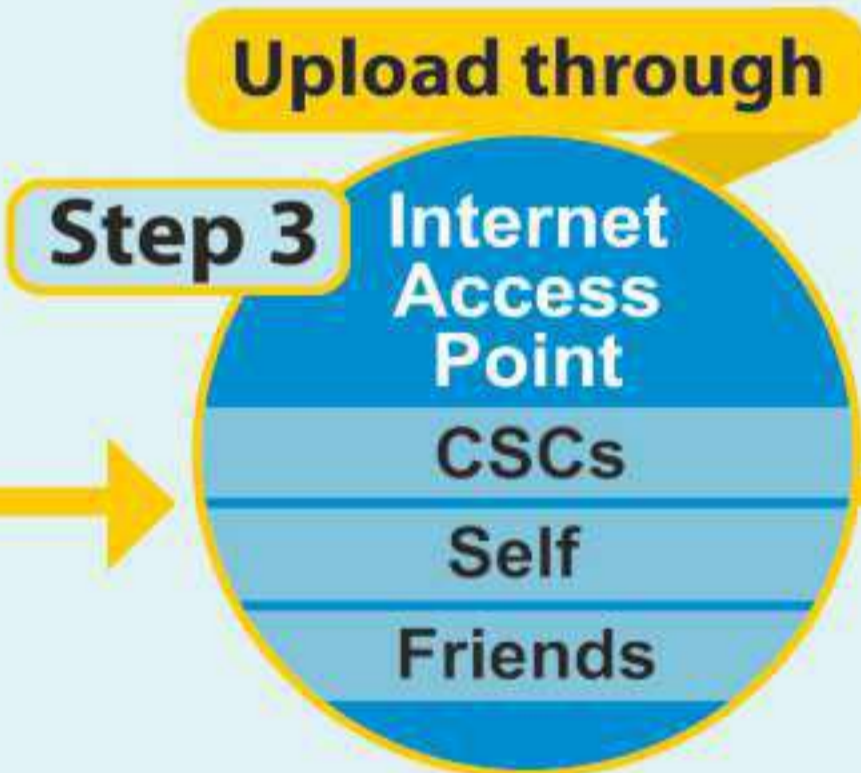 Upload through
Step 3
Internet
Access
Point
CSCs
Self
Friends